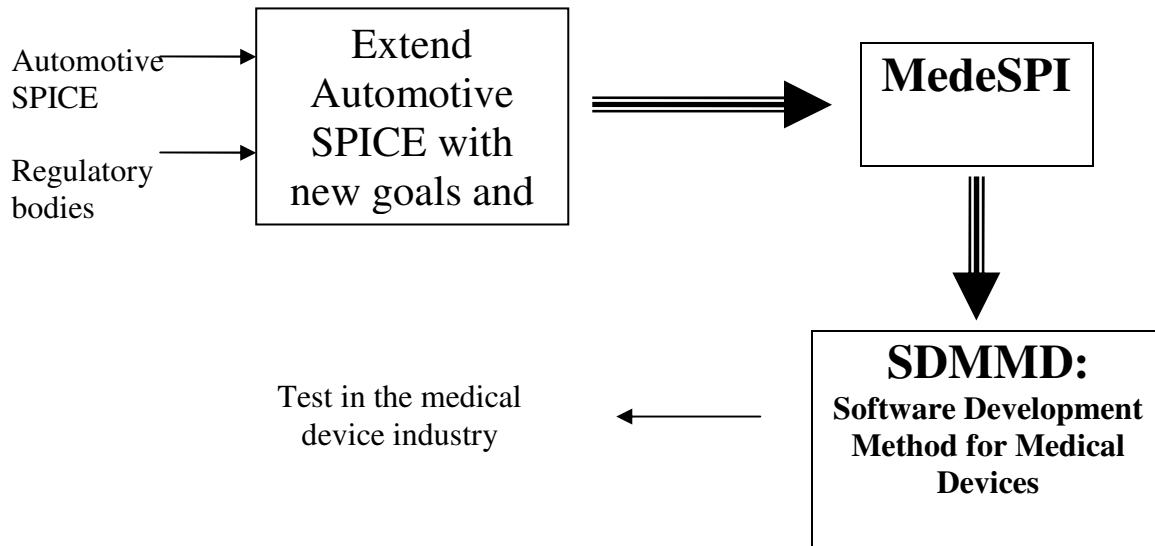 Automotive
SPICE
Regulatory
bodies
Extend
Automotive
SPICE with
new goals and
MedeSPI
SDMMD:
Software Development
Method for Medical
Devices
Test in the medical
device industry